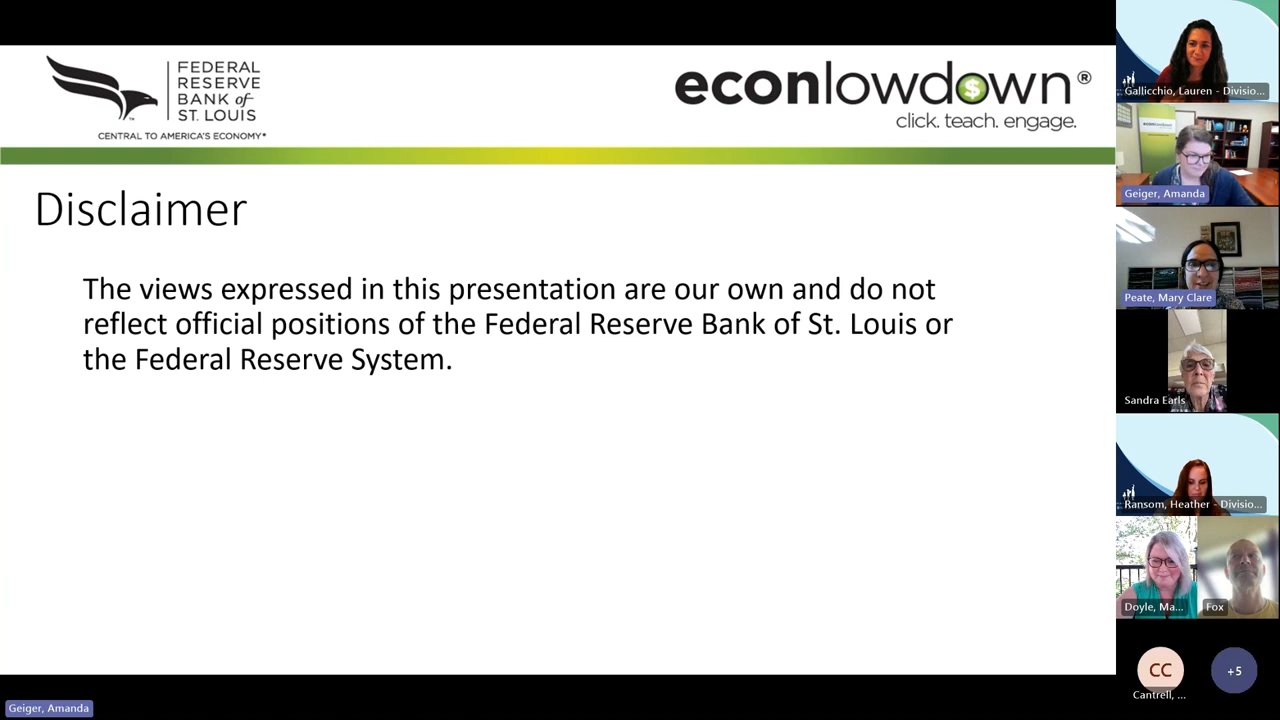 FEDERAL
RESERVE
BANK of
ST. LOUIS
CENTRAL TO AMERICA'S ECONOMY®
econlowdown®
click. teach. engage.
Disclaimer
The views expressed in this presentation are our own and do not
reflect official positions of the Federal Reserve Bank of St. Louis or
the Federal Reserve System.
Geiger, Amanda
Gallicchio, Lauren - Divisio...
econlowdown
Geiger, Amanda
Peate, Mary Clare
Sandra Earls
Ransom, Heather - Divisio...
Doyle, Ma...
Fox
CC
Cantrell, ...
+5